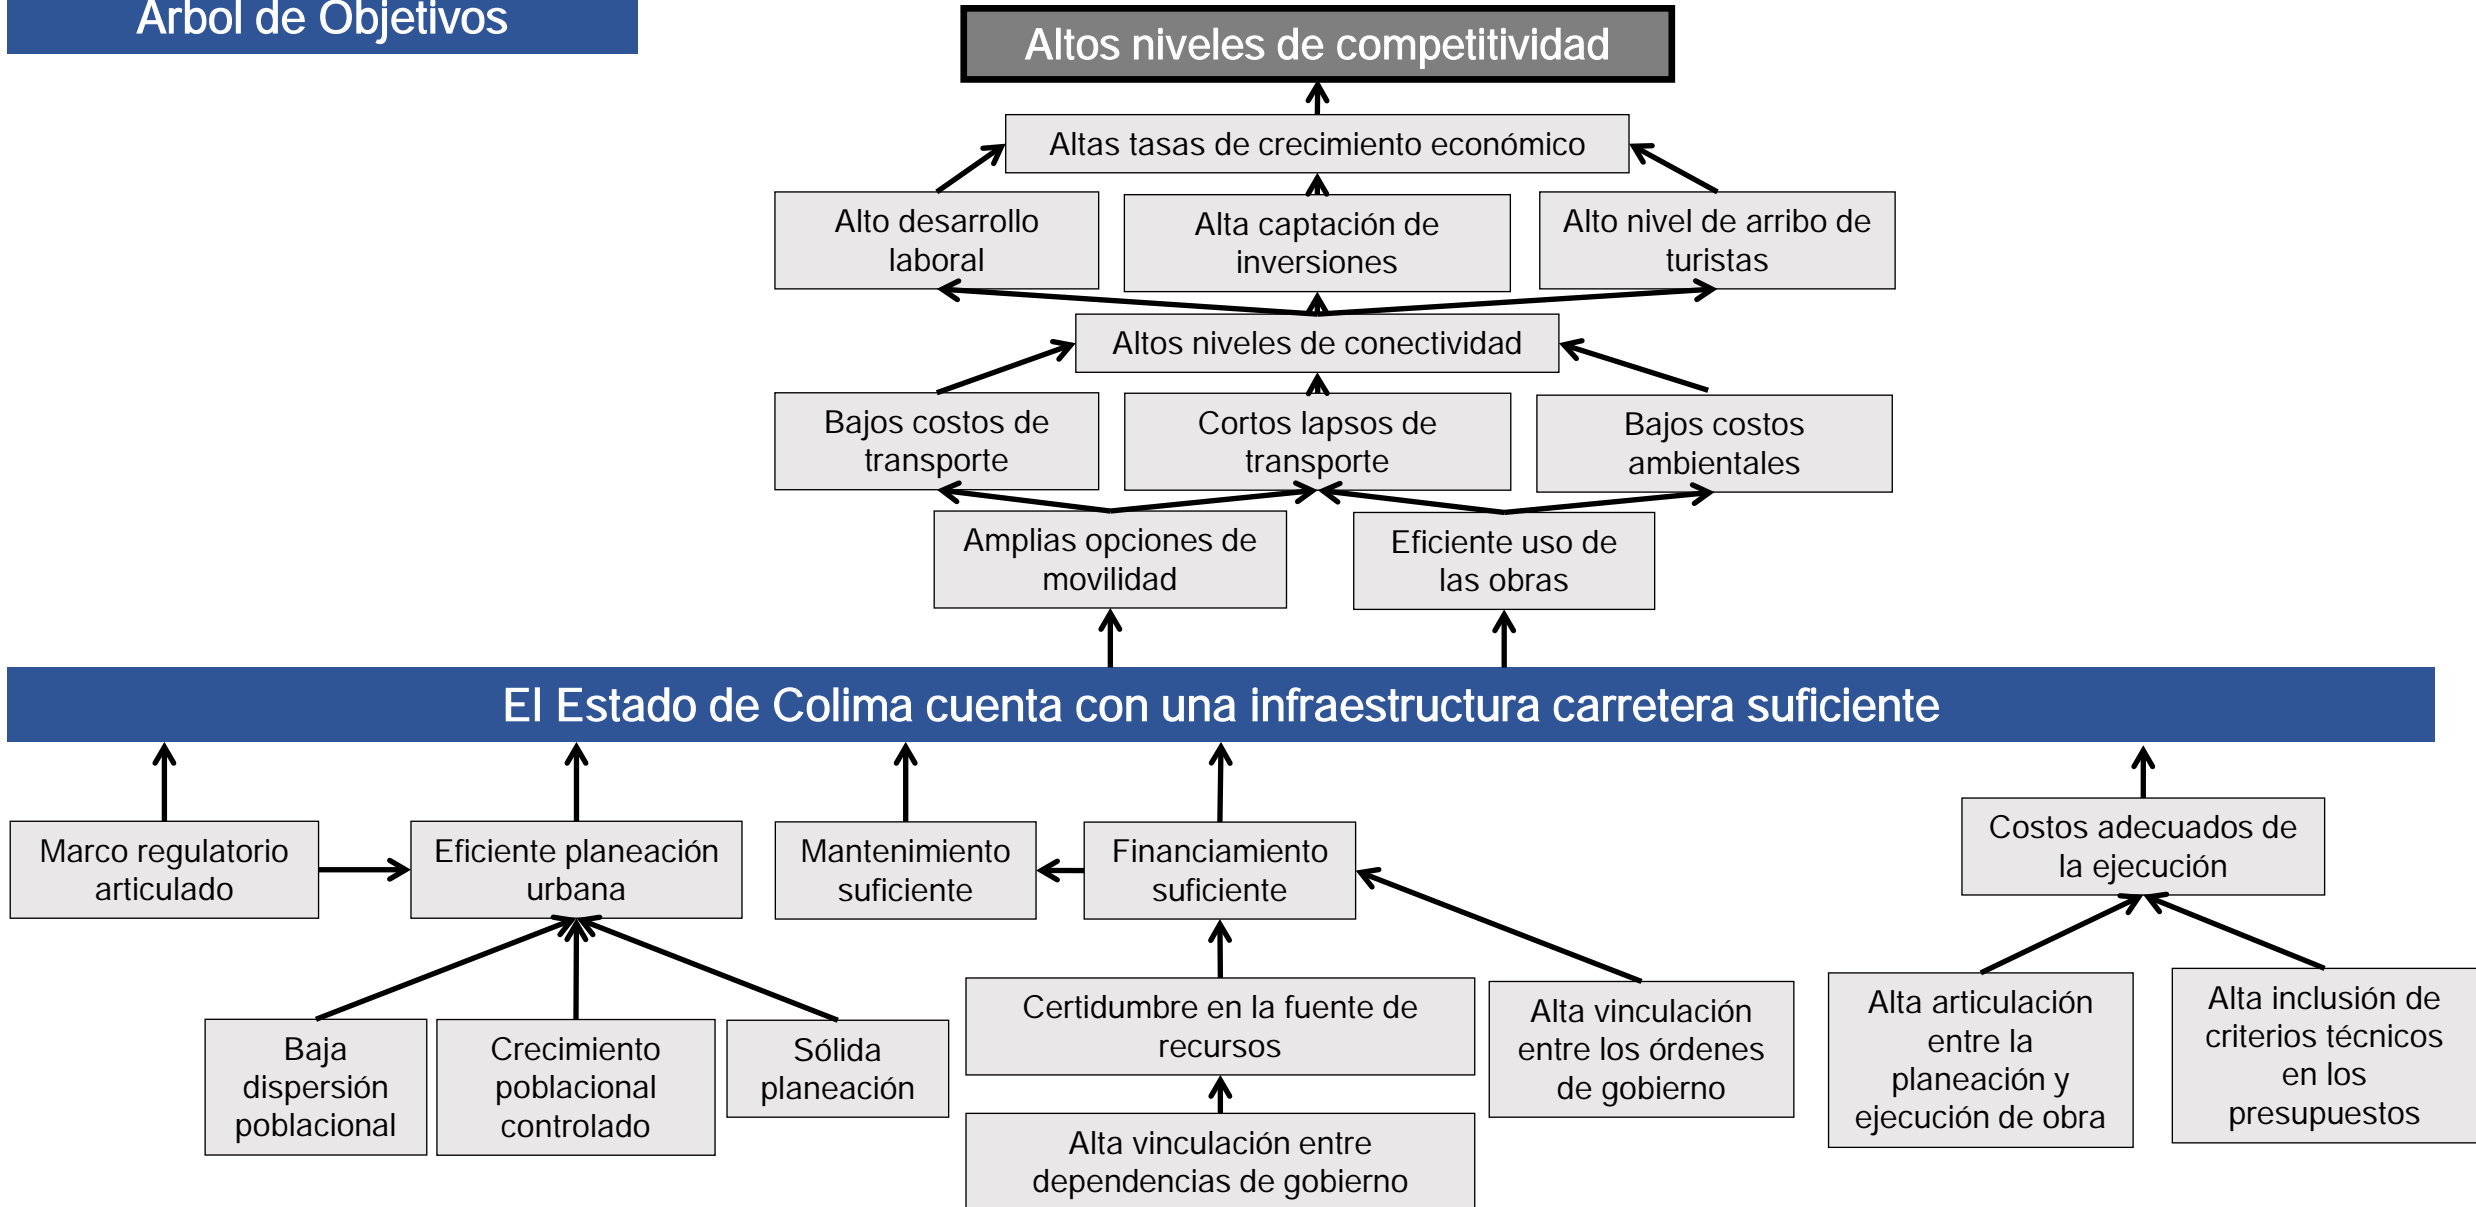 Árbol de Objetivos
Altos niveles de competitividad
Altas tasas de crecimiento económico
Alto desarrollo
laboral
Alta captación de
inversiones
Alto nivel de arribo de
turistas
Altos niveles de conectividad
Bajos costos de
transporte
Cortos lapsos de
transporte
Bajos costos
ambientales
Amplias opciones de
movilidad
Eficiente uso de
las obras
El Estado de Colima cuenta con una infraestructura carretera suficiente
Marco regulatorio
articulado
Eficiente planeación
urbana
Mantenimiento
suficiente
Financiamiento
suficiente
Costos adecuados de
la ejecución
Baja
dispersión
poblacional
Crecimiento
poblacional
controlado
Sólida
planeación
Certidumbre en la fuente de
recursos
Alta vinculación
entre los órdenes
de gobierno
Alta articulación
entre la
planeación y
ejecución de obra
Alta inclusión de
criterios técnicos
en los
presupuestos
Alta vinculación entre
dependencias de gobierno